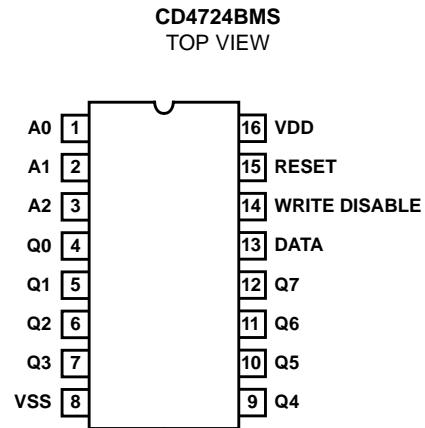 CD4724BMS
TOP VIEW
A0 1 16 VDD
A1 2 15 RESET
A2 3 14 WRITE DISABLE
Q0 4 13 DATA
Q1 5 12 Q7
Q2 6 11 Q6
Q3 7 10 Q5
VSS 8 9 Q4